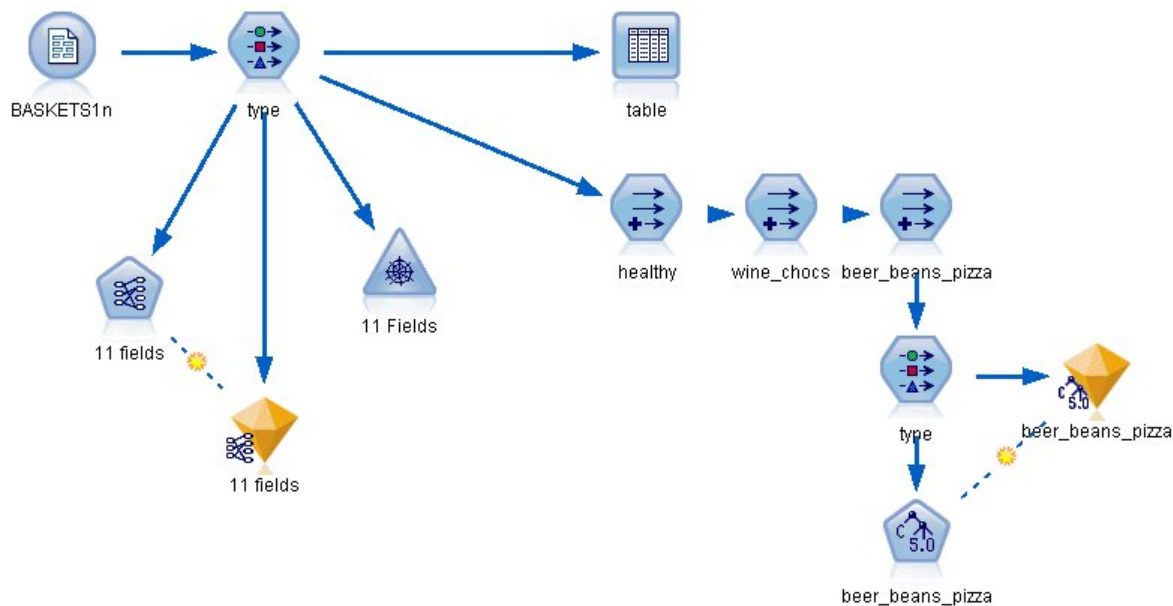 BASKETS1n
type
table
healthy
wine_chocs
beer_beans_pizza
11 fields
11 Fields
11 fields
type
C 5.0
beer_beans_pizza
C 5.0
beer_beans_pizza